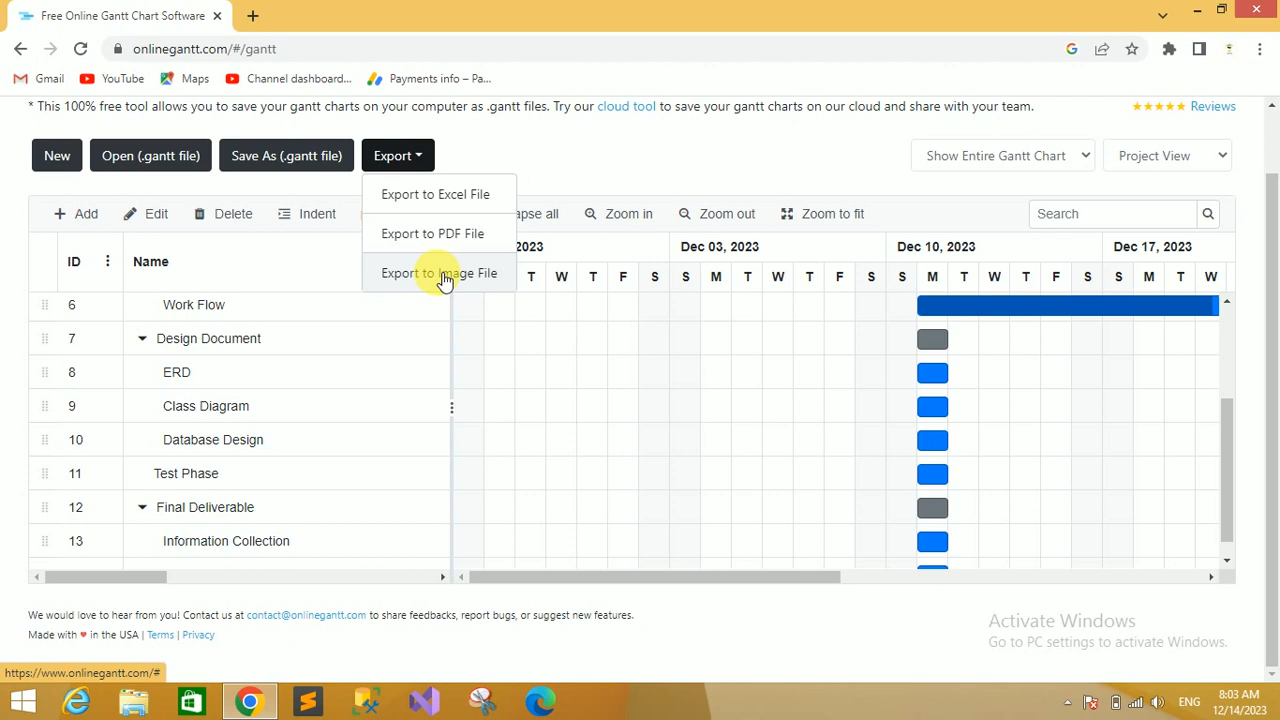 Free Online Gantt Chart Software
onlinegantt.com/#/gantt
Gmail YouTube Maps Channel dashboard... Payments info – Pa...
* This 100% free tool allows you to save your gantt charts on your computer as .gantt files. Try our cloud tool to save your gantt charts on our cloud and share with your team. ★★★★★ Reviews
New Open (.gantt file) Save As (.gantt file) Export Show Entire Gantt Chart Project View
Export to Excel File
Add Edit Delete Indent apse all Zoom in Zoom out Zoom to fit Search
Export to PDF File
ID Name 2023 Dec 03, 2023 Dec 10, 2023 Dec 17, 2023
Export to Image File T W T F S S M T W T F S S M T W T F S S M T W
6 Work Flow
7 Design Document
8 ERD
9 Class Diagram
10 Database Design
11 Test Phase
12 Final Deliverable
13 Information Collection
We would love to hear from you! Contact us at contact@onlinegantt.com to share feedbacks, report bugs, or suggest new features.
Made with ♥ in the USA | Terms | Privacy
Activate Windows
Go to PC settings to activate Windows.
https://www.onlinegantt.com/#
ENG 8:03 AM
12/14/2023